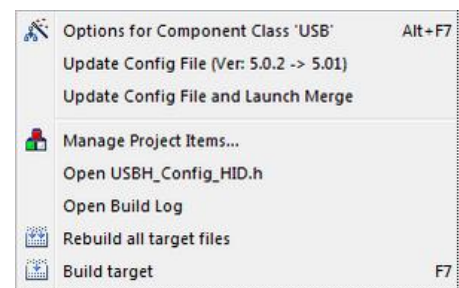 Options for Component Class 'USB' Alt+F7
Update Config File (Ver: 5.0.2 -> 5.01)
Update Config File and Launch Merge
Manage Project Items...
Open USBH_Config_HID.h
Open Build Log
Rebuild all target files
Build target F7